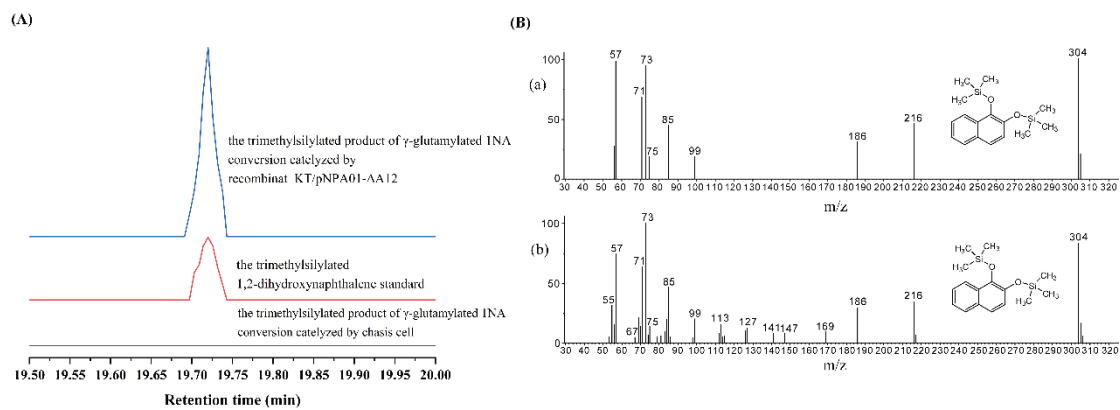 (A)
the trimethylsilylated product of γ-glutamylated 1NA
conversion catelyzed by
recombinat KT/pNPA01-AA12
the trimethylsilylated
1,2-dihydroxynaphthalene standard
the trimethylsilylated product of γ-glutamylated 1NA
conversion catelyzed by chasis cell
19.50 19.55 19.60 19.65 19.70 19.75 19.80 19.85 19.90 19.95 20.00
Retention time (min)
(B)
(a)
100
50
0
57
73
71
85
75
99
186
216
304
CH₃
H₃C
Si
CH₃
H₃C
O
O
Si
CH₃
CH₃
30 40 50 60 70 80 90 100 110 120 130 140 150 160 170 180 190 200 210 220 230 240 250 260 270 280 290 300 310 320
m/z
(b)
100
50
0
73
57
71
85
55
67
75
99
113
127
141
147
169
186
216
304
CH₃
H₃C
Si
CH₃
H₃C
O
O
Si
CH₃
CH₃
30 40 50 60 70 80 90 100 110 120 130 140 150 160 170 180 190 200 210 220 230 240 250 260 270 280 290 300 310 320
m/z